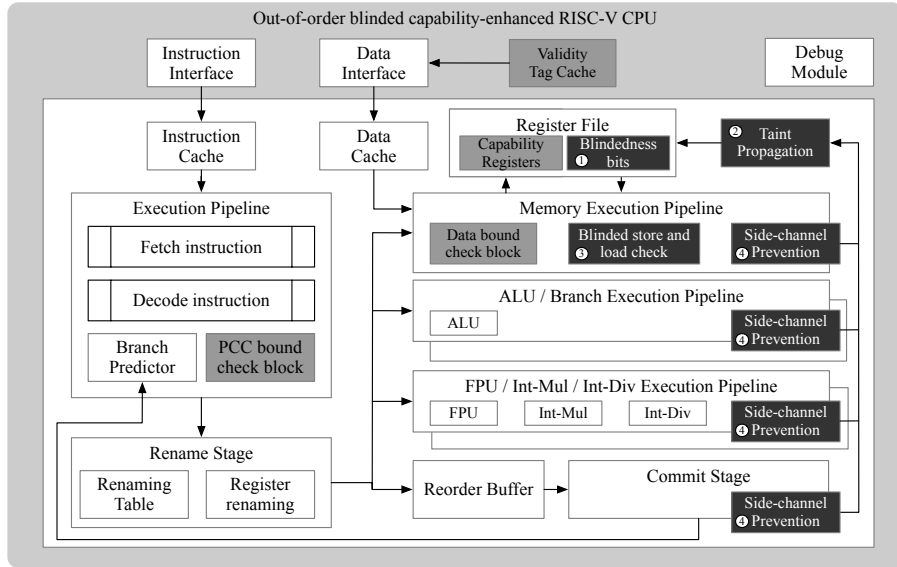 Out-of-order blinded capability-enhanced RISC-V CPU
Instruction
Interface
Data
Interface
Validity
Tag Cache
Debug
Module
Instruction
Cache
Data
Cache
Register File
Capability
Registers
Blindedness
① bits
② Taint
Propagation
Execution Pipeline
Fetch instruction
Decode instruction
Branch
Predictor
PCC bound
check block
Memory Execution Pipeline
Data bound
check block
Blinded store and
③ load check
Side-channel
④ Prevention
ALU / Branch Execution Pipeline
ALU
Side-channel
④ Prevention
FPU / Int-Mul / Int-Div Execution Pipeline
FPU
Int-Mul
Int-Div
Side-channel
④ Prevention
Rename Stage
Renaming
Table
Register
renaming
Reorder Buffer
Commit Stage
Side-channel
④ Prevention